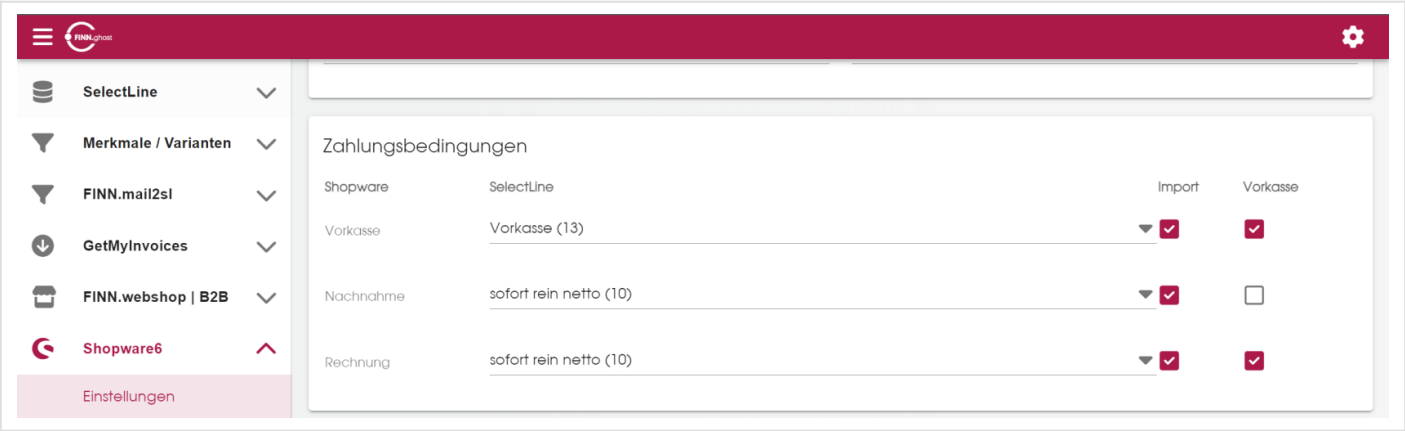 FINN.ghost
SelectLine
Merkmale / Varianten
FINN.mail2sl
GetMyInvoices
FINN.webshop | B2B
Shopware6
Einstellungen
Zahlungsbedingungen
Shopware SelectLine Import Vorkasse
Vorkasse Vorkasse (13)
Nachnahme sofort rein netto (10)
Rechnung sofort rein netto (10)